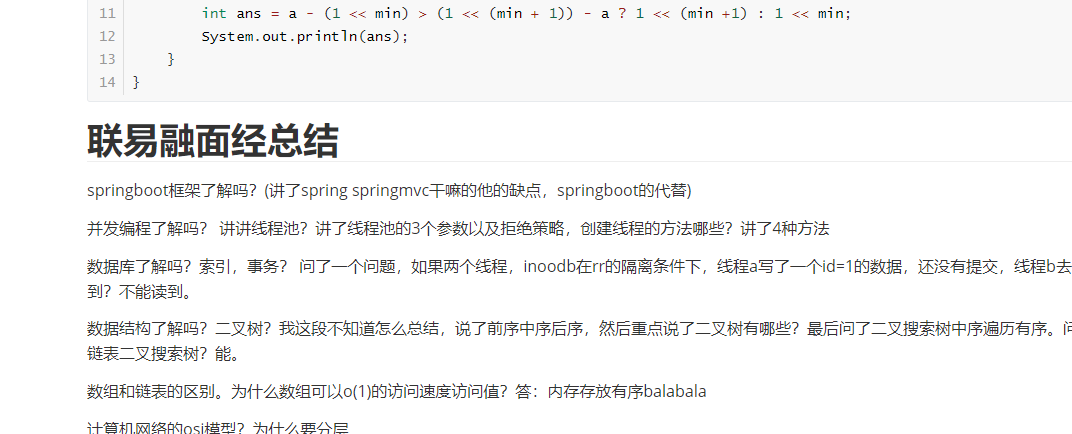 11 int ans = a - (1 << min) > (1 << (min + 1)) - a ? 1 << (min +1) : 1 << min;
12 System.out.println(ans);
13 }
14 }
联易融面经总结
springboot框架了解吗？(讲了spring springmvc干嘛的他的缺点，springboot的代替)
并发编程了解吗？ 讲讲线程池？讲了线程池的3个参数以及拒绝策略，创建线程的方法哪些？讲了4种方法
数据库了解吗？索引，事务？ 问了一个问题，如果两个线程，inoodb在rr的隔离条件下，线程a写了一个id=1的数据，还没有提交，线程b去
到？不能读到。
数据结构了解吗？二叉树？我这段不知道怎么总结，说了前序中序后序，然后重点说了二叉树有哪些？最后问了二叉搜索树中序遍历有序。问
链表二叉搜索树？能。
数组和链表的区别。为什么数组可以o(1)的访问速度访问值？答：内存存放有序balabala
计算机网络的osi模型？为什么要分层